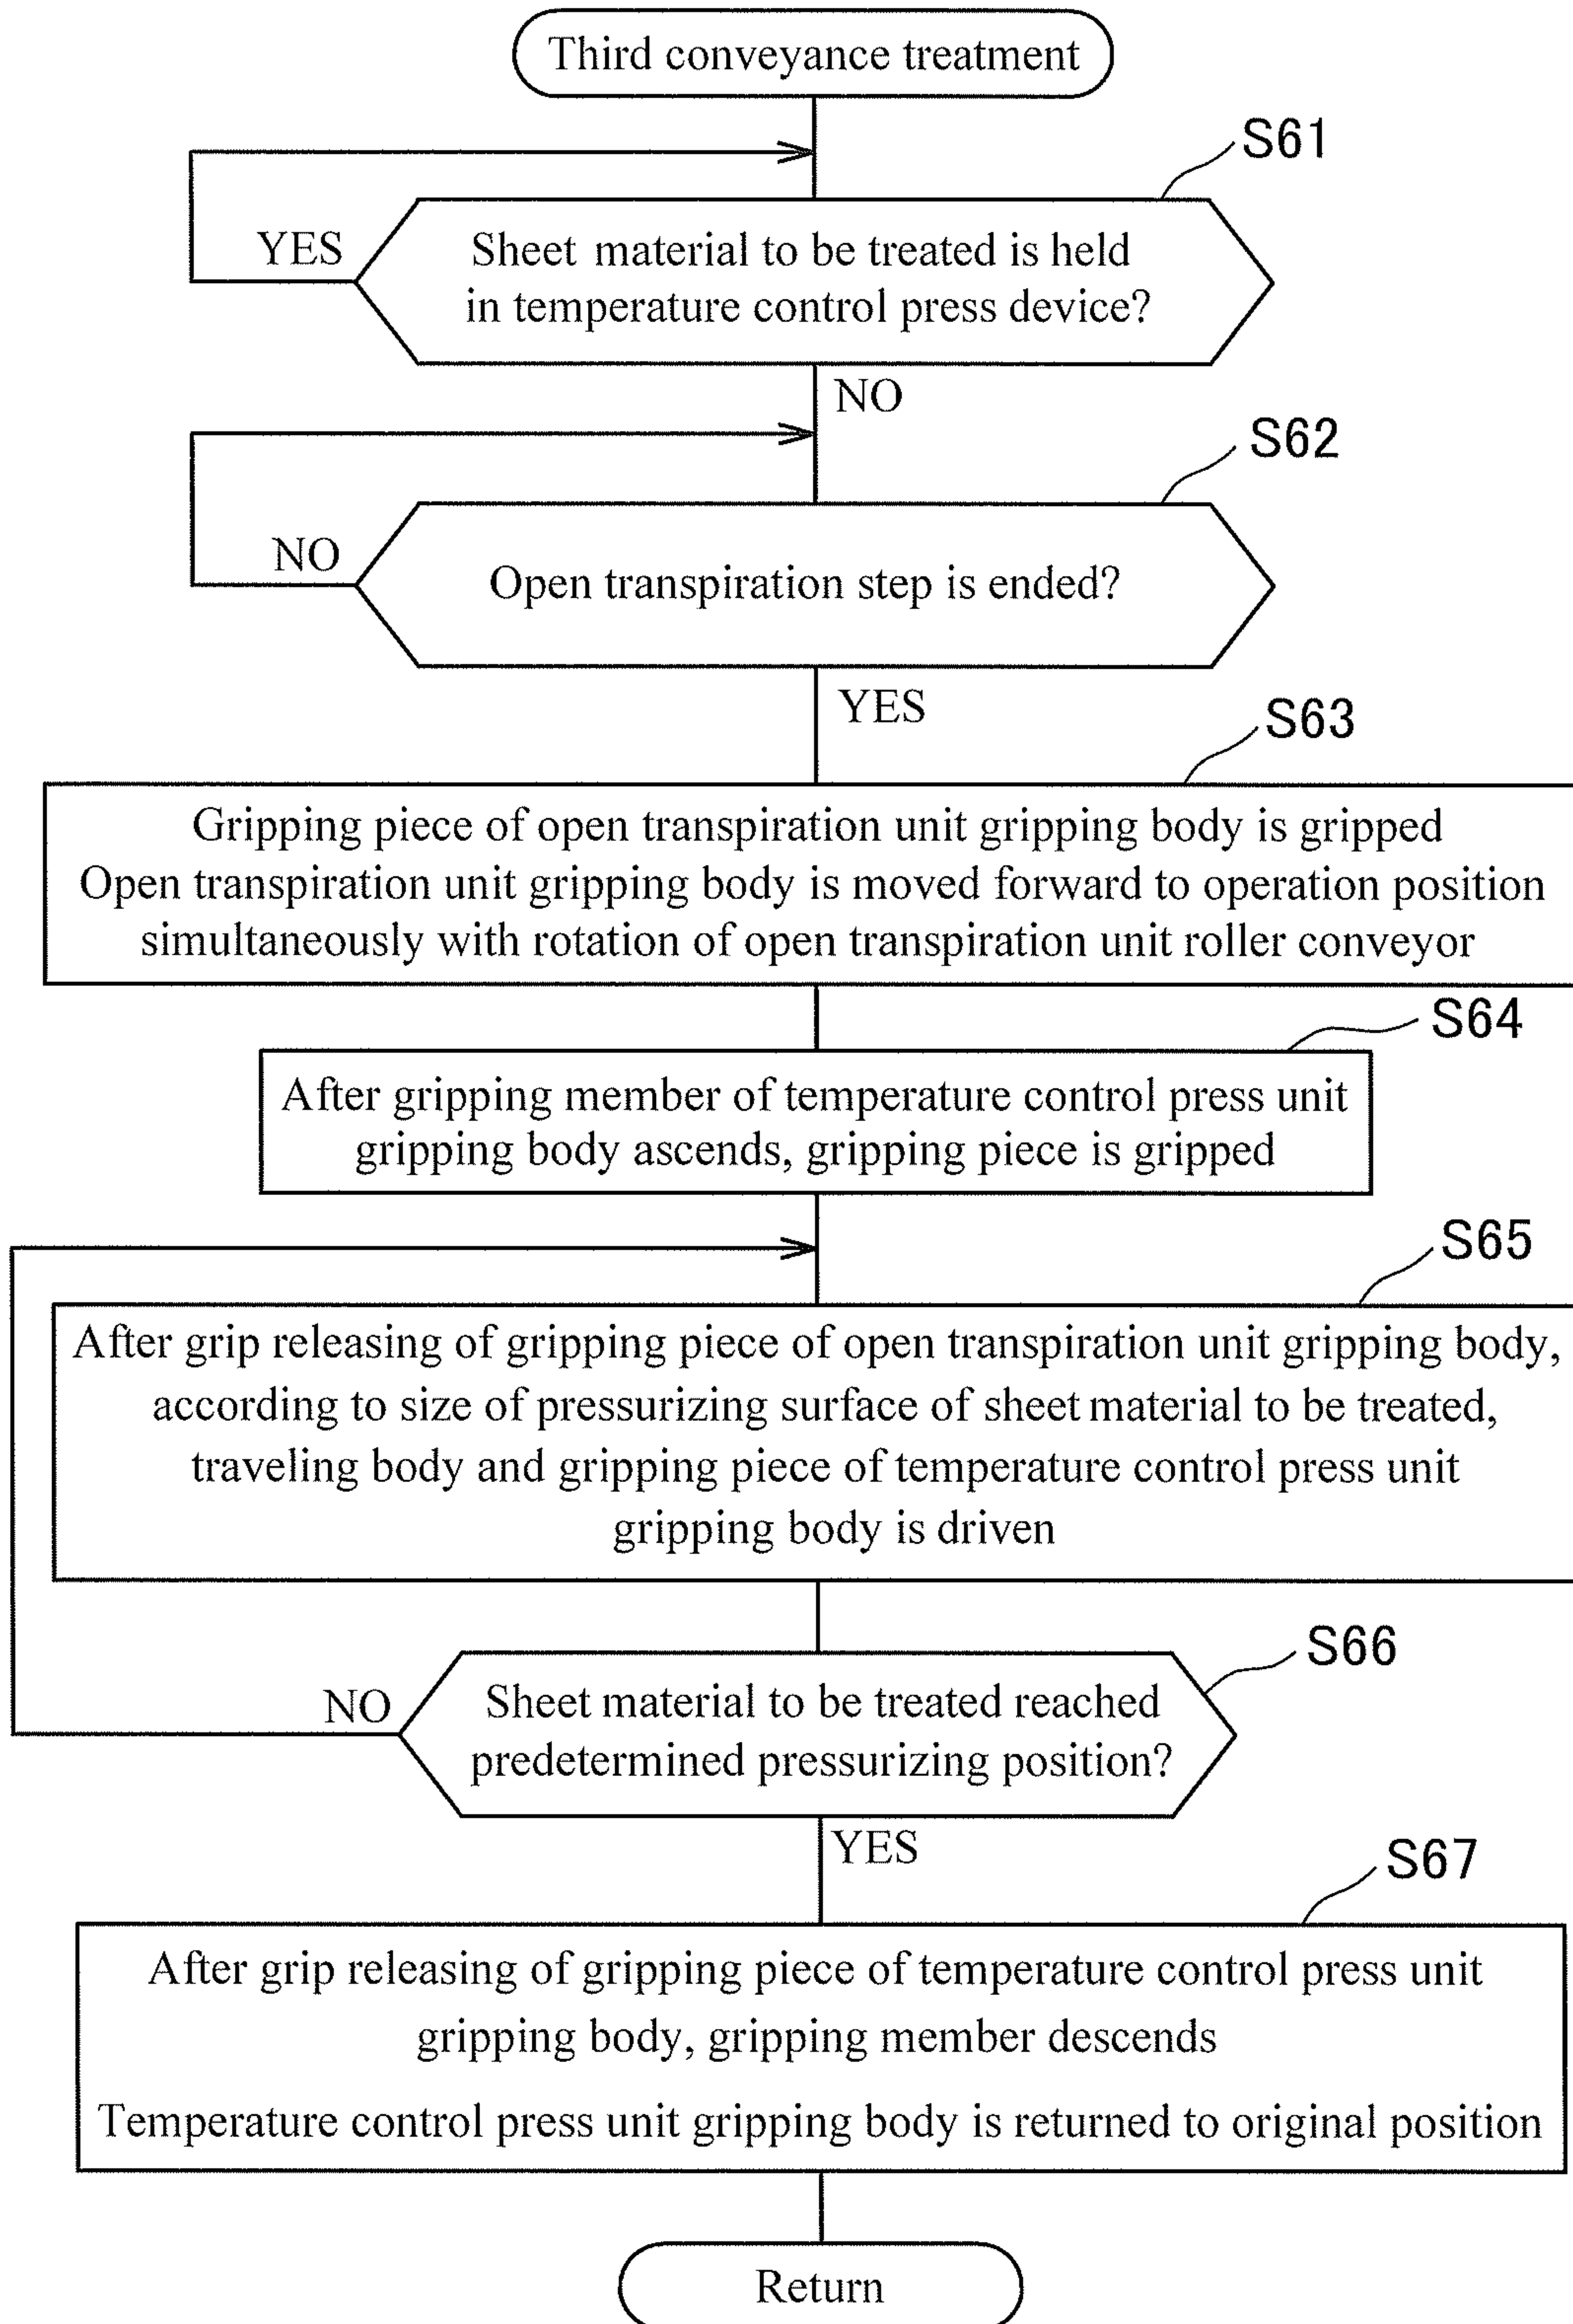 Third conveyance treatment
S61
YES
Sheet material to be treated is held
in temperature control press device?
NO
S62
NO
Open transpiration step is ended?
YES
S63
Gripping piece of open transpiration unit gripping body is gripped
Open transpiration unit gripping body is moved forward to operation position
simultaneously with rotation of open transpiration unit roller conveyor
S64
After gripping member of temperature control press unit
gripping body ascends, gripping piece is gripped
S65
After grip releasing of gripping piece of open transpiration unit gripping body,
according to size of pressurizing surface of sheet material to be treated,
traveling body and gripping piece of temperature control press unit
gripping body is driven
S66
NO
Sheet material to be treated reached
predetermined pressurizing position?
YES
S67
After grip releasing of gripping piece of temperature control press unit
gripping body, gripping member descends
Temperature control press unit gripping body is returned to original position
Return